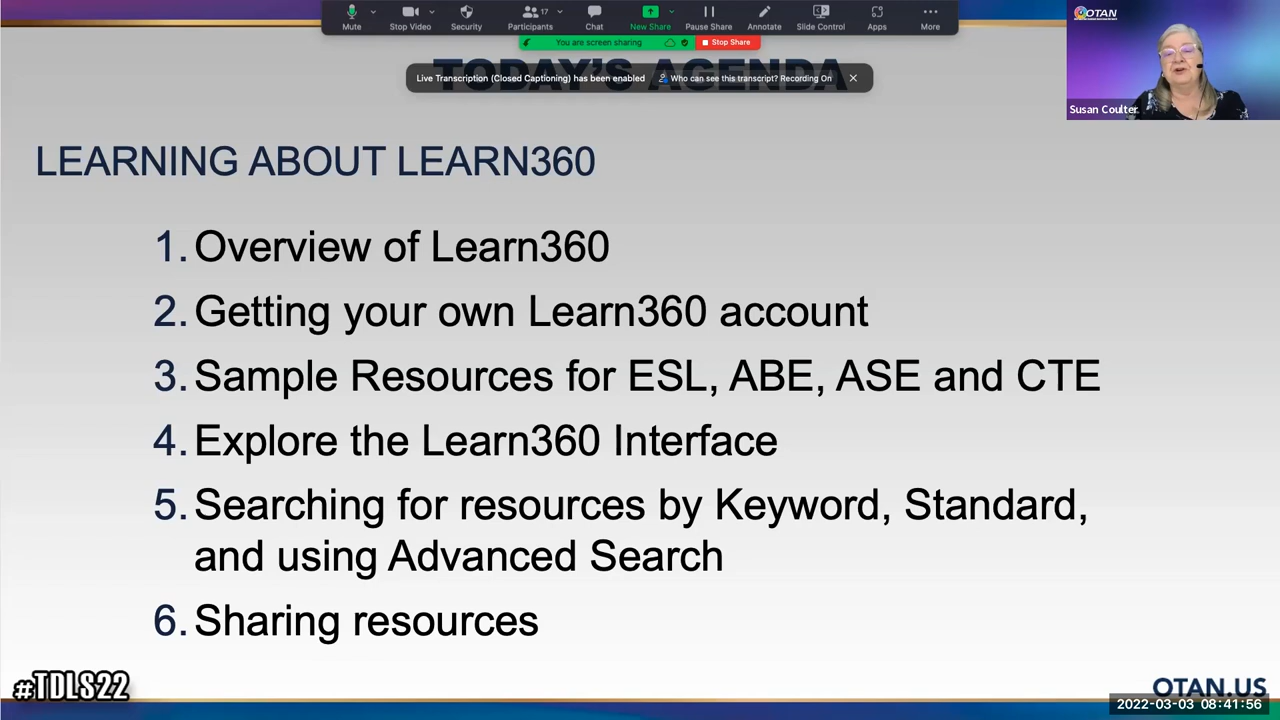 17
Mute
Stop Video
Security
Participants
Chat
New Share
Pause Share
Annotate
Slide Control
Apps
More
You are screen sharing
Stop Share
OTAN
Susan Coulter
TODAY'S AGENDA
Live Transcription (Closed Captioning) has been enabled
Who can see this transcript? Recording On
LEARNING ABOUT LEARN360
1. Overview of Learn360
2. Getting your own Learn360 account
3. Sample Resources for ESL, ABE, ASE and CTE
4. Explore the Learn360 Interface
5. Searching for resources by Keyword, Standard,
and using Advanced Search
6. Sharing resources
#TDLS22
OTAN.US
2022-03-03 08:41:56